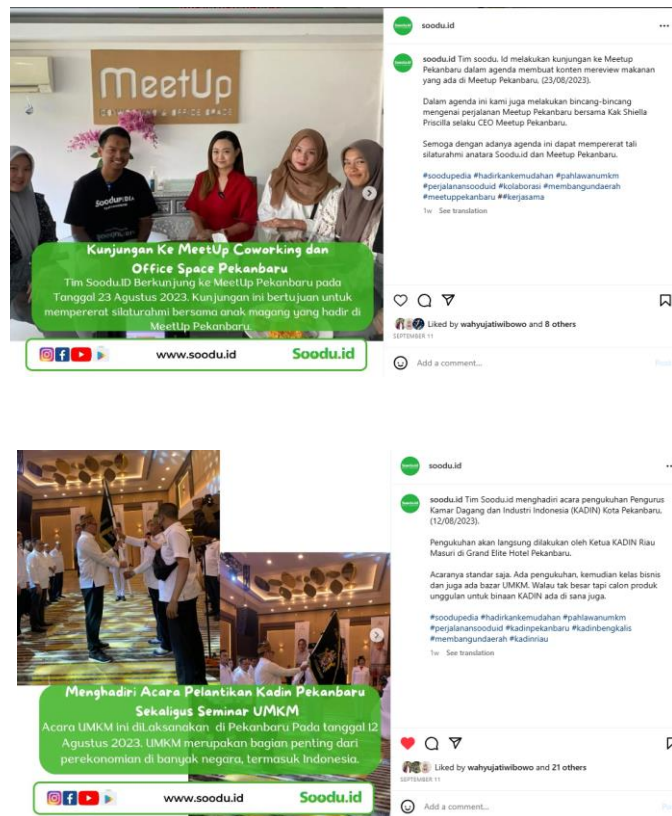 MeetUp
COWORKING & OFFICE SPACE
Kunjungan Ke MeetUp Coworking dan
Office Space Pekanbaru
Tim Soodu.ID Berkunjung ke MeetUp Pekanbaru pada
Tanggal 23 Agustus 2023. Kunjungan ini bertujuan untuk
mempererat silaturahmi bersama anak magang yang hadir di
MeetUp Pekanbaru.
www.soodu.id
Soodu.id
soodu.id
soodu.id Tim soodu. Id melakukan kunjungan ke Meetup
Pekanbaru dalam agenda membuat konten mereview makanan
yang ada di Meetup Pekanbaru, (23/08/2023).
Dalam agenda ini kami juga melakukan bincang-bincang
mengenai perjalanan Meetup Pekanbaru bersama Kak Shiella
Priscilla selaku CEO Meetup Pekanbaru.
Semoga dengan adanya agenda ini dapat mempererat tali
silaturahmi anatara Soodu.id dan Meetup Pekanbaru.
#soodupedia #hadirkankemudahan #pahlawanumkm
#perjalanansooduid #kolaborasi #membangundaerah
#meetuppekanbaru ##kerjasama
1w See translation
Liked by wahyujatiwibowo and 8 others
SEPTEMBER 11
Add a comment...
Post
Menghadiri Acara Pelantikan Kadin Pekanbaru
Sekaligus Seminar UMKM
Acara UMKM ini diLaksanakan di Pekanbaru Pada tanggal 12
Agustus 2023. UMKM merupakan bagian penting dari
perekonomian di banyak negara, termasuk Indonesia.
www.soodu.id
Soodu.id
soodu.id
soodu.id Tim Soodu.id menghadiri acara pengukuhan Pengurus
Kamar Dagang dan Industri Indonesia (KADIN) Kota Pekanbaru,
(12/08/2023).
Pengukuhan akan langsung dilakukan oleh Ketua KADIN Riau
Masuri di Grand Elite Hotel Pekanbaru.
Acaranya standar saja. Ada pengukuhan, kemudian kelas bisnis
dan juga ada bazar UMKM. Walau tak besar tapi calon produk
unggulan untuk binaan KADIN ada di sana juga.
#soodupedia #hadirkankemudahan #pahlawanumkm
#perjalanansooduid #kadinpekanbaru #kadinbengkalis
#membangundaerah #kadinriau
1w See translation
Liked by wahyujatiwibowo and 21 others
SEPTEMBER 11
Add a comment...